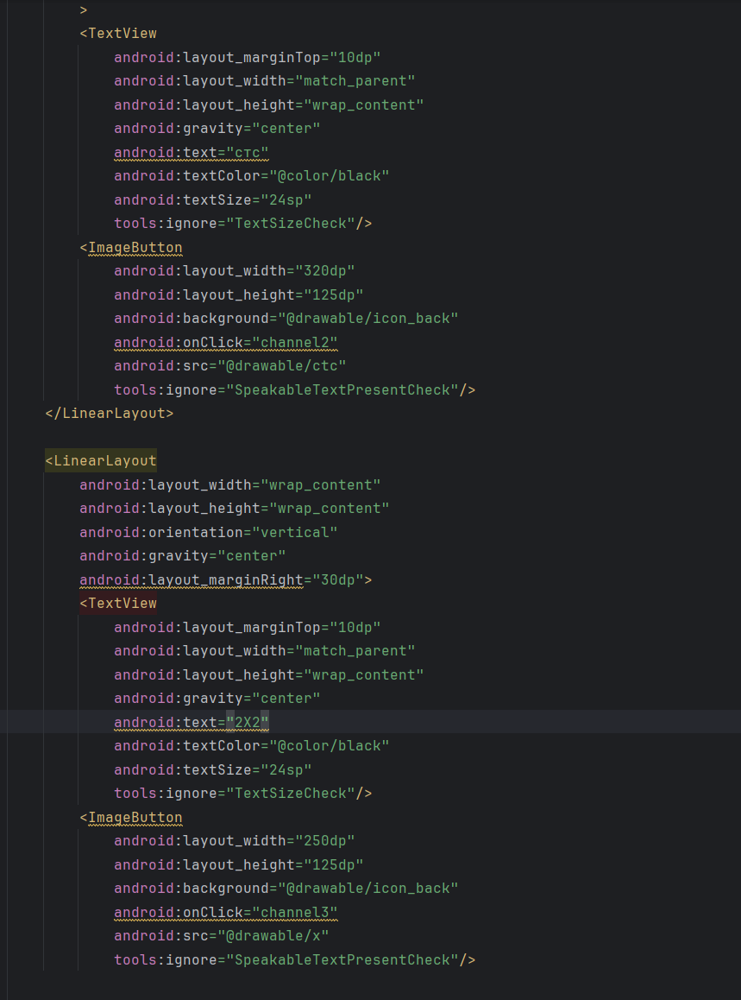 >
<TextView
android:layout_marginTop="10dp"
android:layout_width="match_parent"
android:layout_height="wrap_content"
android:gravity="center"
android:text="стс"
android:textColor="@color/black"
android:textSize="24sp"
tools:ignore="TextSizeCheck"/>
<ImageButton
android:layout_width="320dp"
android:layout_height="125dp"
android:background="@drawable/icon_back"
android:onClick="channel2"
android:src="@drawable/ctc"
tools:ignore="SpeakableTextPresentCheck"/>
</LinearLayout>
<LinearLayout
android:layout_width="wrap_content"
android:layout_height="wrap_content"
android:orientation="vertical"
android:gravity="center"
android:layout_marginRight="30dp">
<TextView
android:layout_marginTop="10dp"
android:layout_width="match_parent"
android:layout_height="wrap_content"
android:gravity="center"
android:text="2X2"
android:textColor="@color/black"
android:textSize="24sp"
tools:ignore="TextSizeCheck"/>
<ImageButton
android:layout_width="250dp"
android:layout_height="125dp"
android:background="@drawable/icon_back"
android:onClick="channel3"
android:src="@drawable/x"
tools:ignore="SpeakableTextPresentCheck"/>